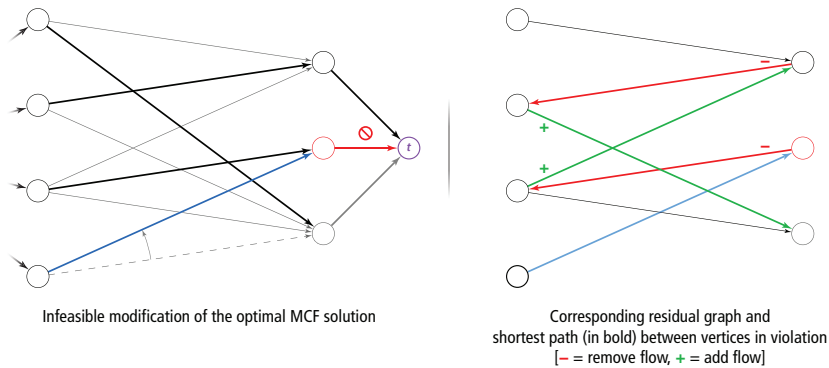 t
−
+
+
−
Infeasible modification of the optimal MCF solution
Corresponding residual graph and
shortest path (in bold) between vertices in violation
[− = remove flow, + = add flow]